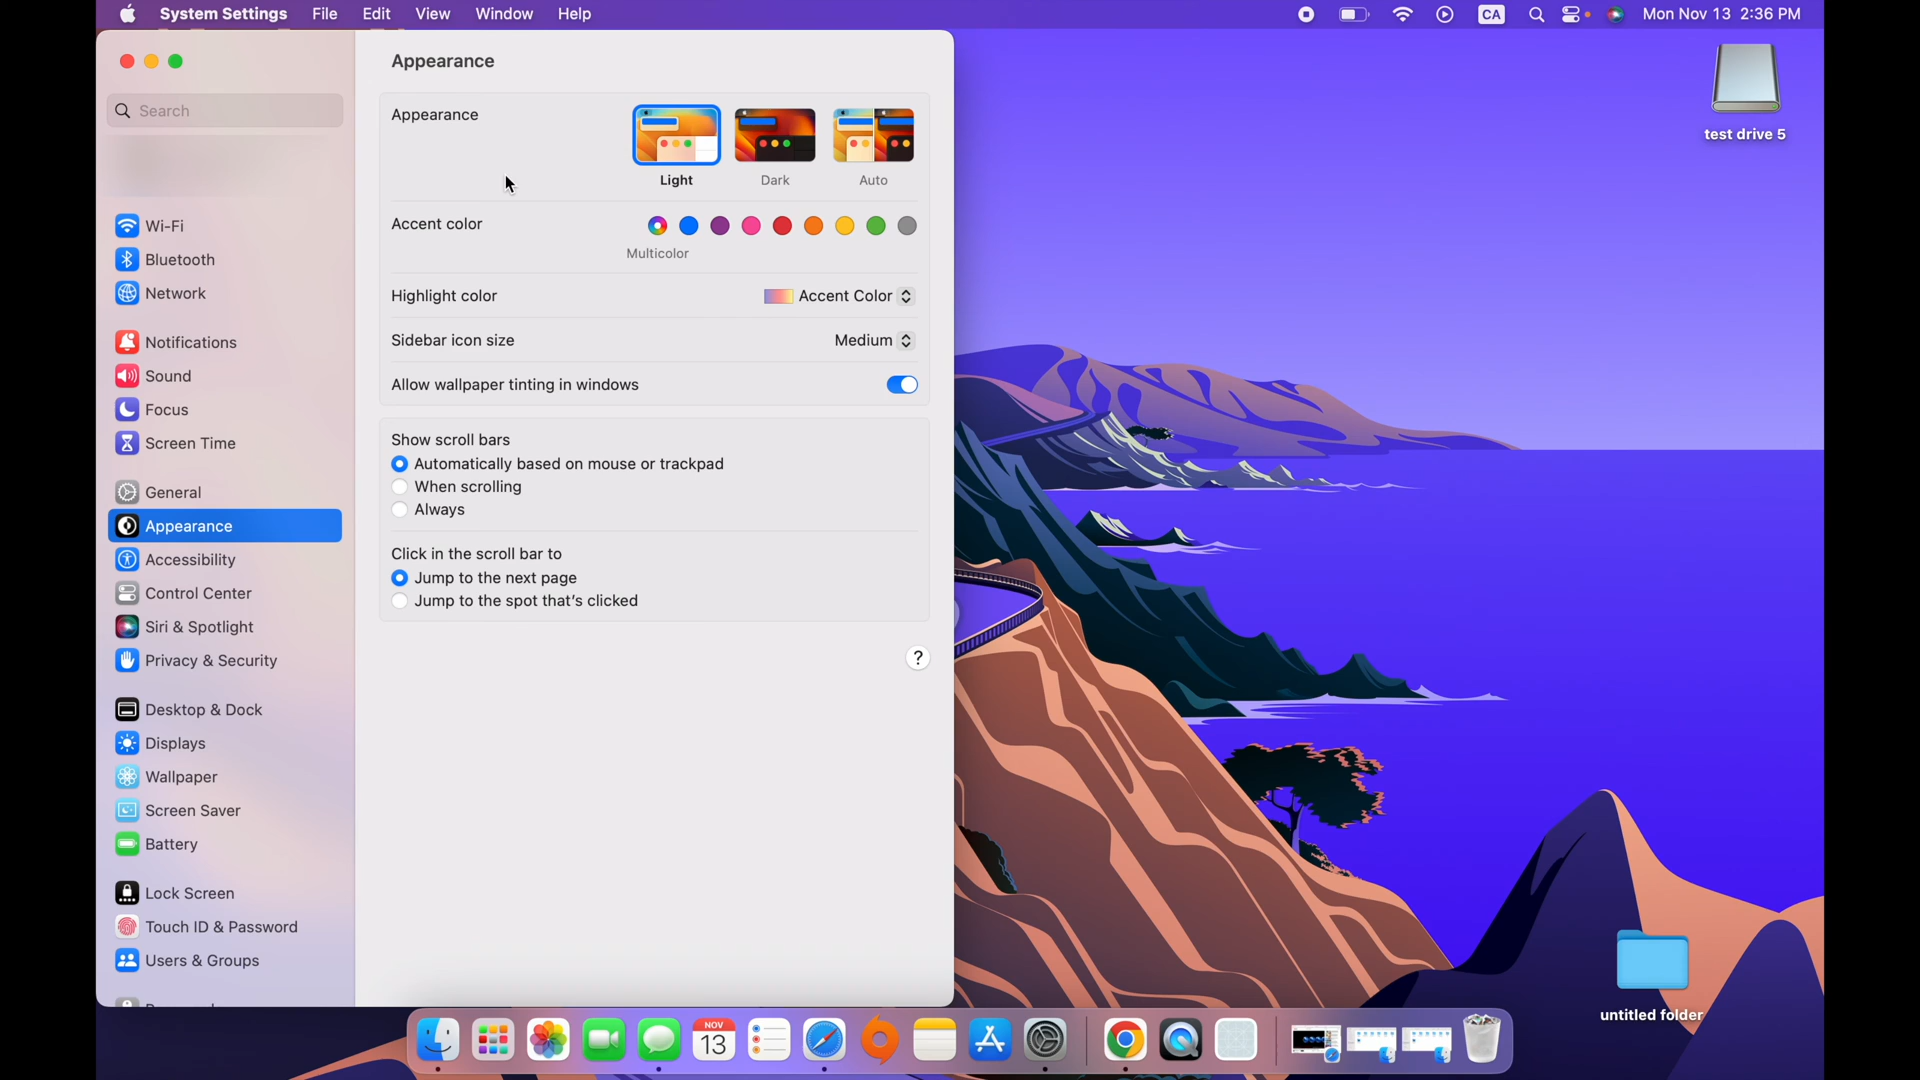 System Settings File Edit View Window Help CA Mon Nov 13 2:36 PM
Search
Wi-Fi
Bluetooth
Network
Notifications
Sound
Focus
Screen Time
General
Appearance
Accessibility
Control Center
Siri & Spotlight
Privacy & Security
Desktop & Dock
Displays
Wallpaper
Screen Saver
Battery
Lock Screen
Touch ID & Password
Users & Groups
Appearance
Appearance
Light Dark Auto
Accent color
Multicolor
Highlight color Accent Color
Sidebar icon size Medium
Allow wallpaper tinting in windows
Show scroll bars
Automatically based on mouse or trackpad
When scrolling
Always
Click in the scroll bar to
Jump to the next page
Jump to the spot that's clicked
?
test drive 5
untitled folder
NOV
13